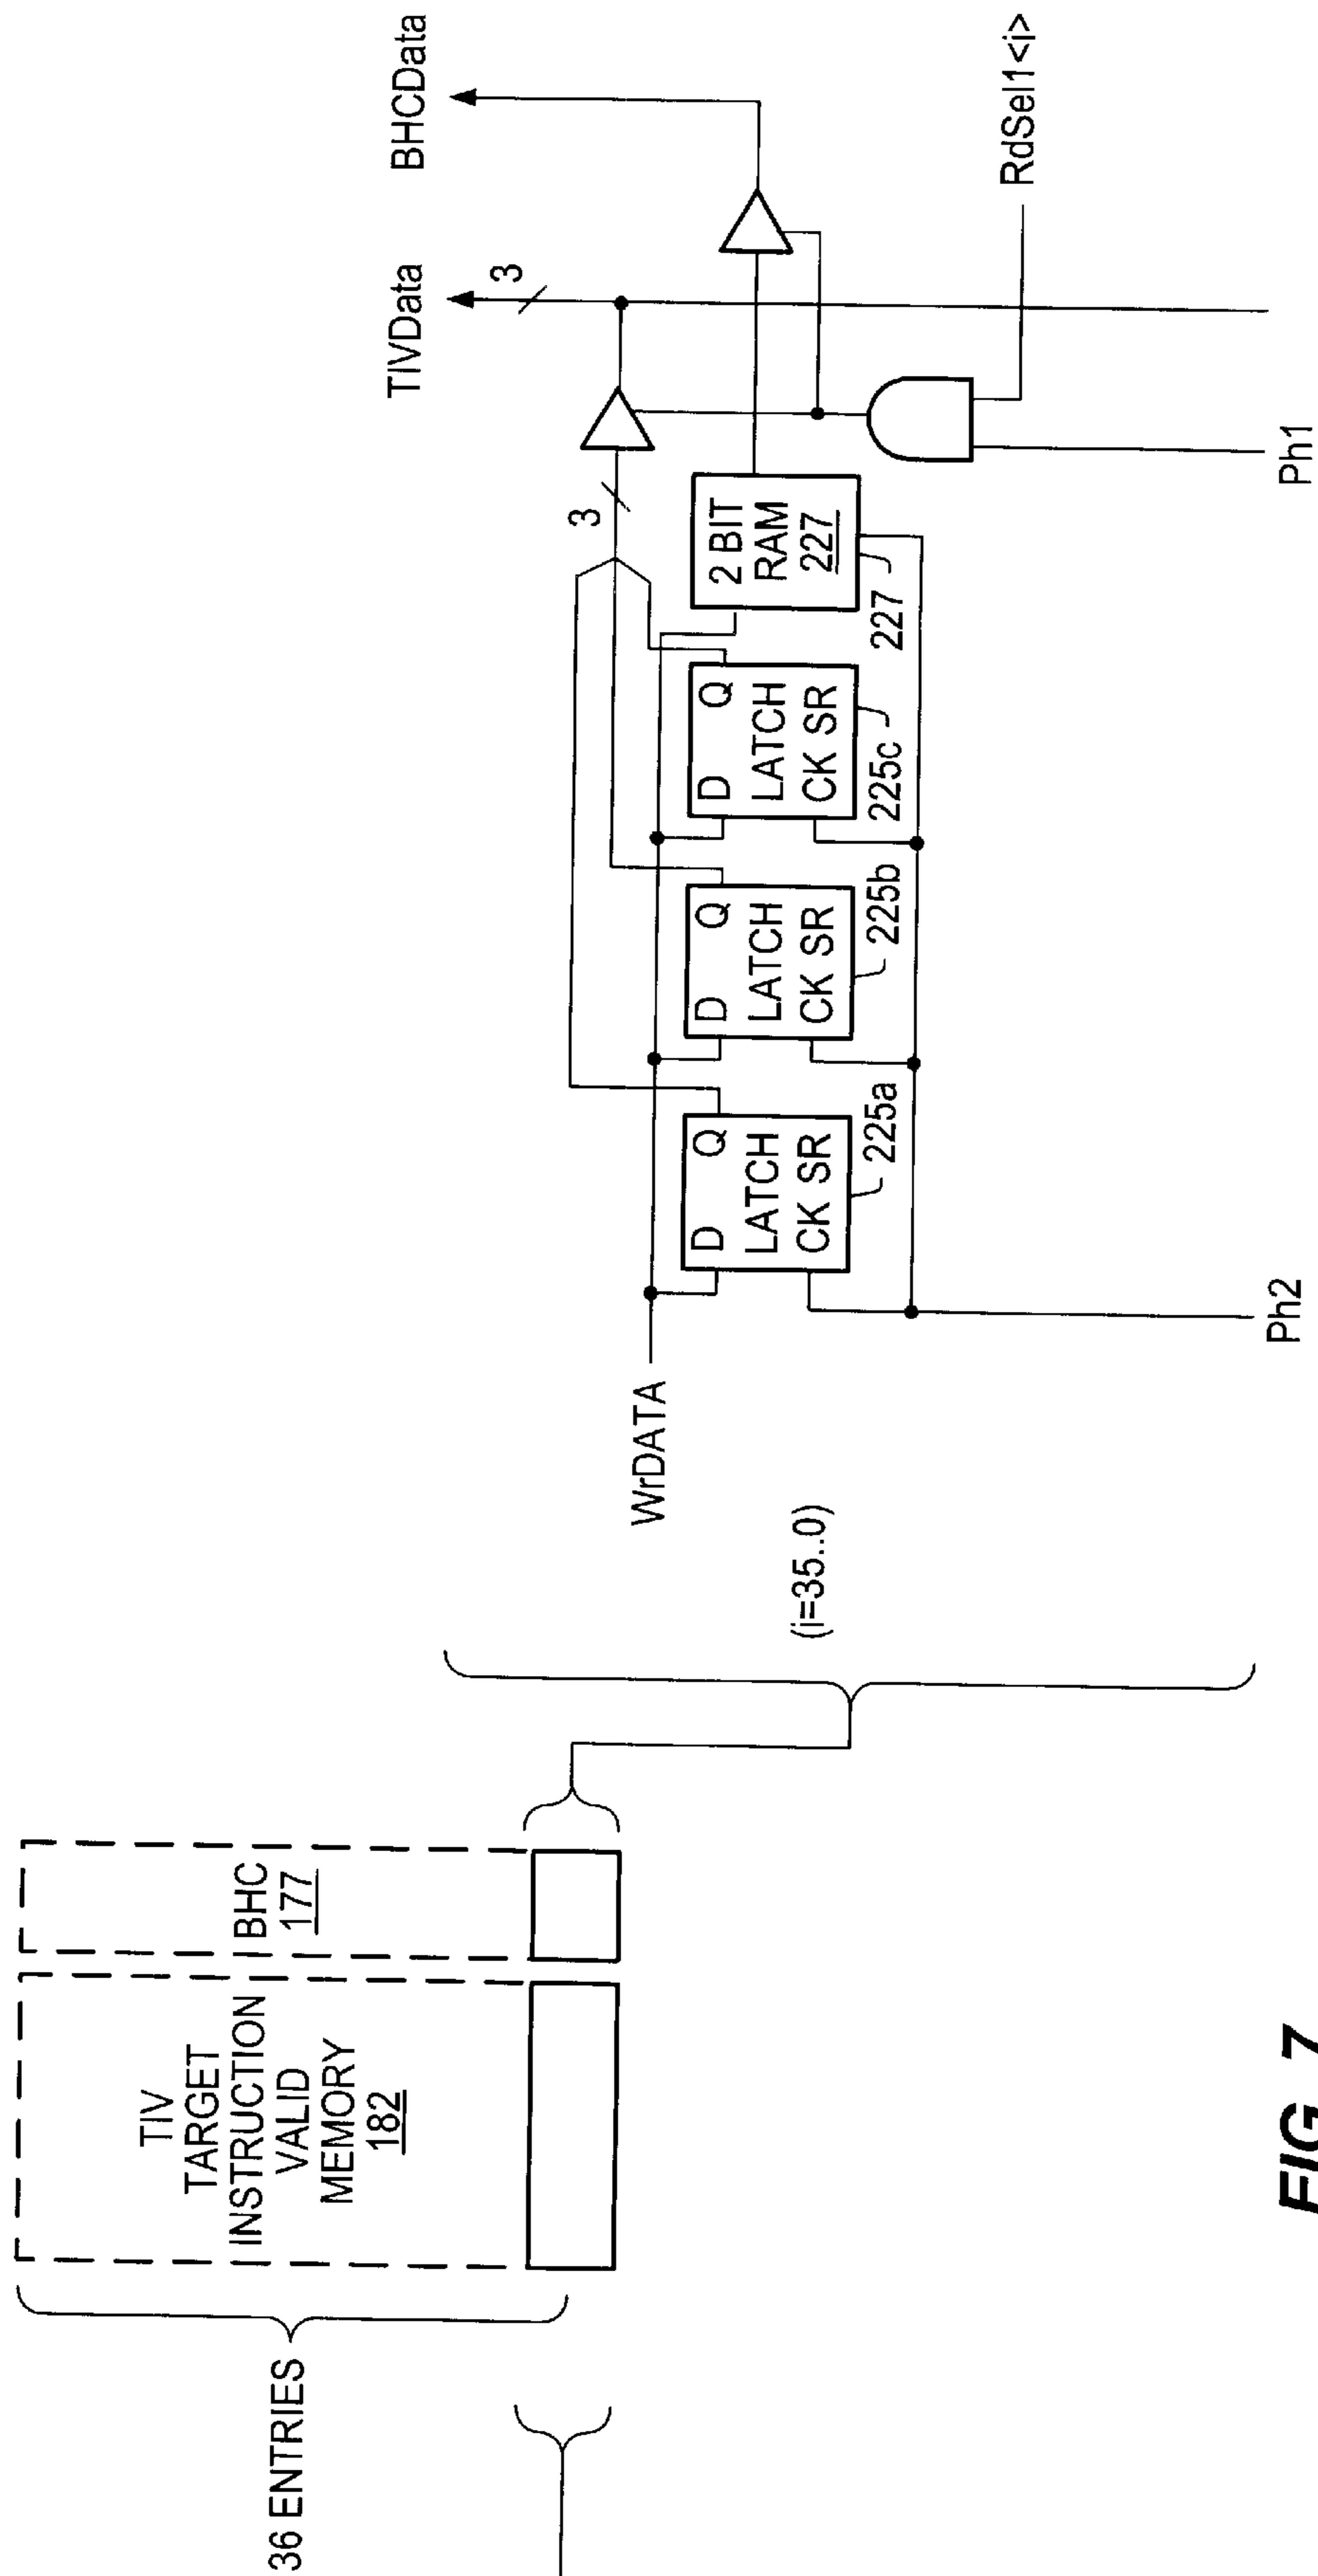 36 ENTRIES
TIV
TARGET
INSTRUCTION
VALID
MEMORY
182
BHC
177
(i=35..0)
WrDATA
TIVData
BHCData
3
3
D Q
LATCH
CK SR
225a
D Q
LATCH
CK SR
225b
D Q
LATCH
CK SR
225c
2 BIT
RAM
227
227
RdSel1<i>
Ph2
Ph1
FIG. 7